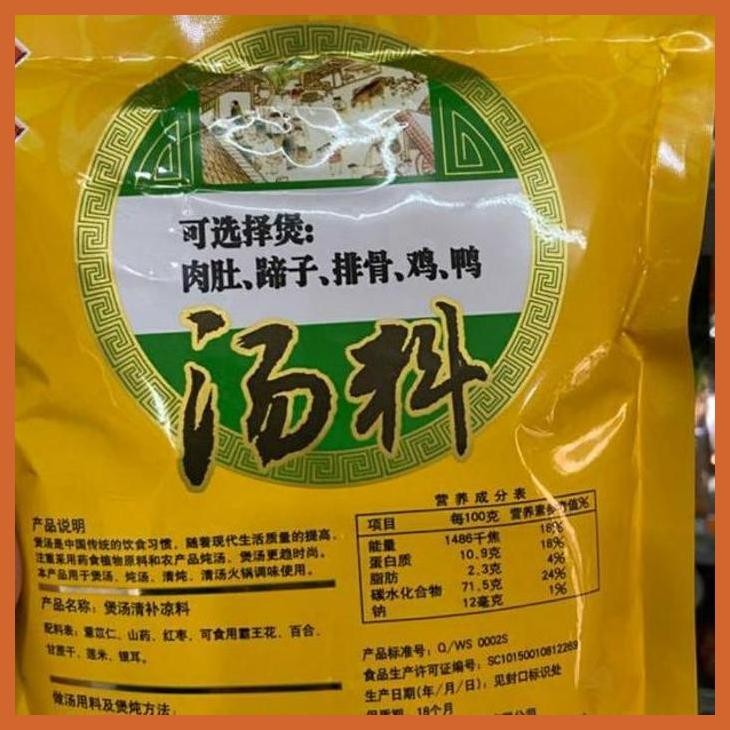 可选择煲:
肉肚、蹄子、排骨、鸡、鸭
汤料
产品说明
煲汤是中国传统的饮食习惯，随着现代生活质量的提高，
注重采用药食植物原料和农产品炖汤、煲汤更趋时尚。
本产品用于煲汤、炖汤、清炖、清汤火锅调味使用。
产品名称：煲汤清补凉料
配料表：薏苡仁、山药、红枣、可食用霸王花、百合、
甘蔗干、莲米、银耳。
做汤用料及煲炖方法：
营养成分表
项目 每100克 营养素参考值%
能量 1486千焦 18%
蛋白质 10.9克 18%
脂肪 2.3克 4%
碳水化合物 71.5克 24%
钠 12毫克 1%
产品标准号：Q/WS 0002S
食品生产许可证编号：SC10150010812269
生产日期(年/月/日)：见封口标识处
保质期 18个月